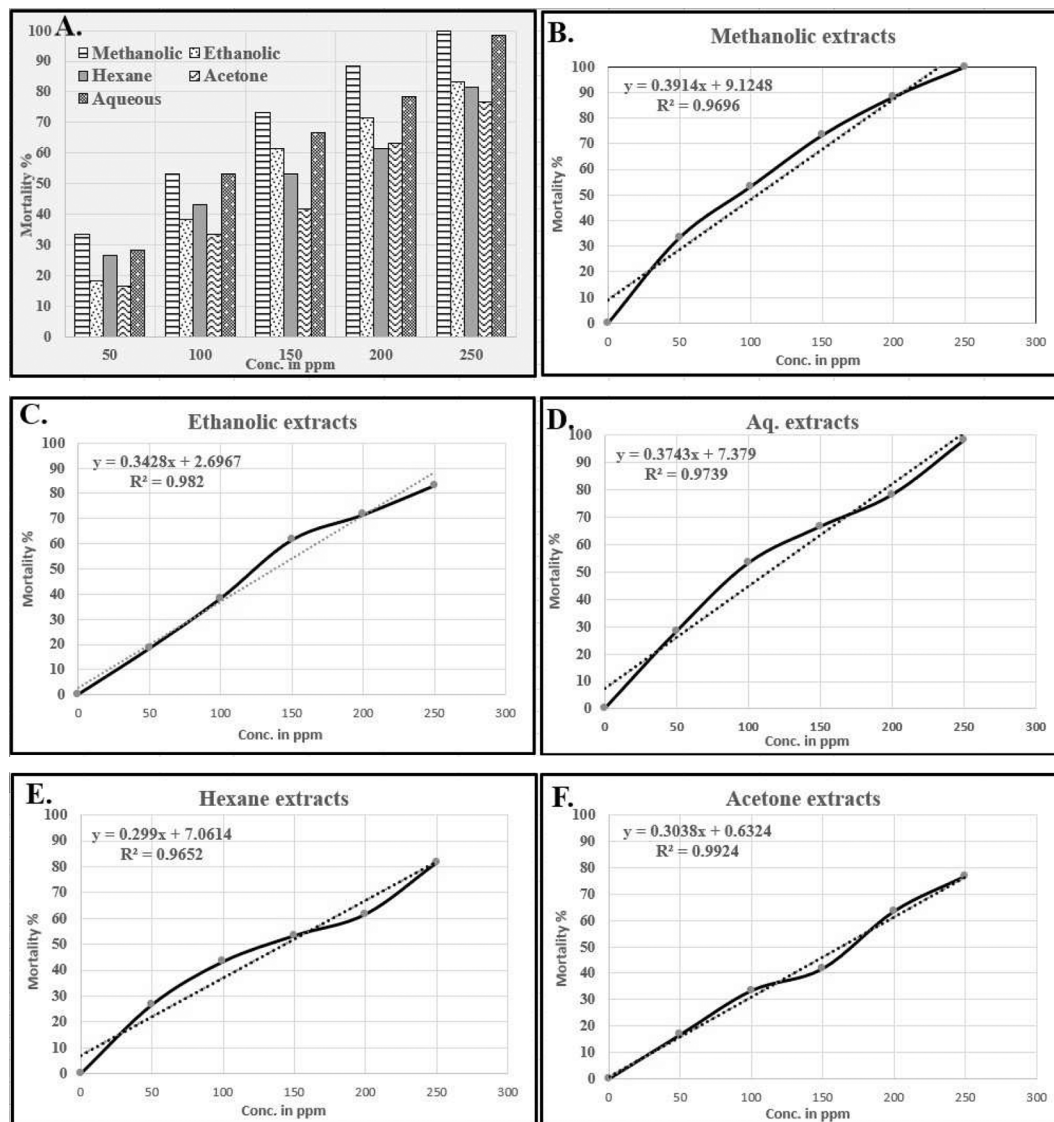 A.
Methanolic
Ethanolic
Hexane
Acetone
Aqueous
Mortality %
100
90
80
70
60
50
40
30
20
10
0
50 100 150 200 250
Conc. in ppm
B.
Methanolic extracts
y = 0.3914x + 9.1248
R² = 0.9696
Mortality %
100
90
80
70
60
50
40
30
20
10
0
0 50 100 150 200 250 300
Conc. in ppm
C.
Ethanolic extracts
y = 0.3428x + 2.6967
R² = 0.982
Mortality %
100
90
80
70
60
50
40
30
20
10
0
0 50 100 150 200 250 300
Conc. in ppm
D.
Aq. extracts
y = 0.3743x + 7.379
R² = 0.9739
Mortality %
100
90
80
70
60
50
40
30
20
10
0
0 50 100 150 200 250 300
Conc. in ppm
E.
Hexane extracts
y = 0.299x + 7.0614
R² = 0.9652
Mortality %
100
90
80
70
60
50
40
30
20
10
0
0 50 100 150 200 250 300
Conc. in ppm
F.
Acetone extracts
y = 0.3038x + 0.6324
R² = 0.9924
Mortality %
100
90
80
70
60
50
40
30
20
10
0
0 50 100 150 200 250 300
Conc. in ppm